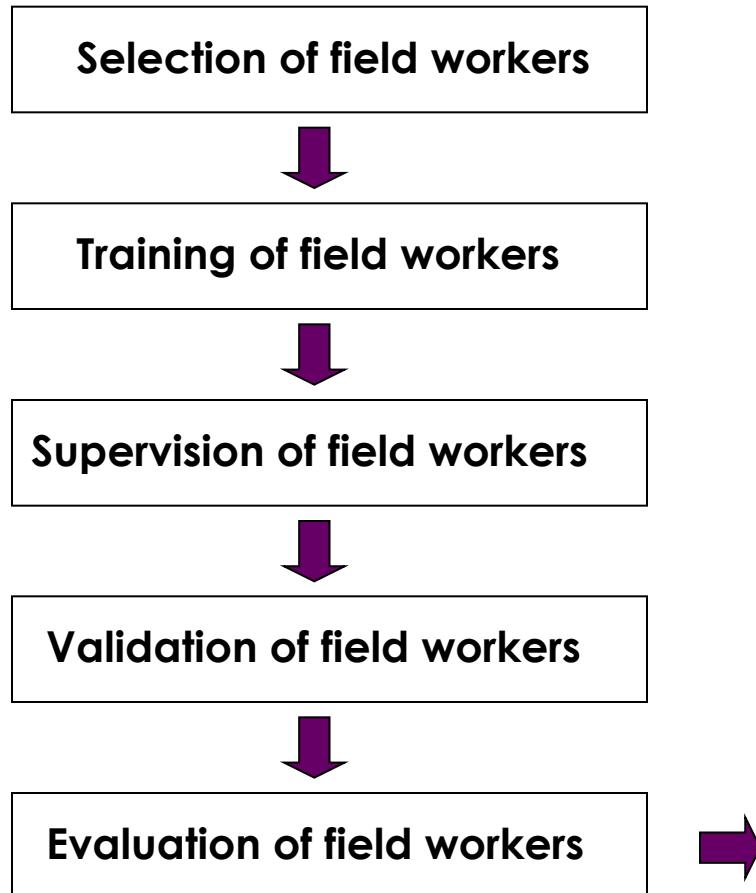 Selection of field workers
Training of field workers
Supervision of field workers
Validation of field workers
Evaluation of field workers